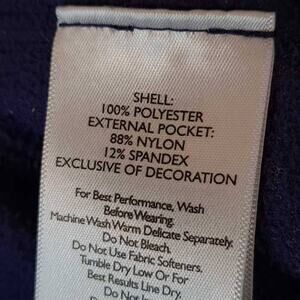 SHELL:
100% POLYESTER
EXTERNAL POCKET:
88% NYLON
12% SPANDEX
EXCLUSIVE OF DECORATION
For Best Performance, Wash
Before Wearing.
Machine Wash Warm Delicate Separately.
Do Not Bleach.
Do Not Use Fabric Softeners.
Tumble Dry Low Or For
Best Results Line Dry.
Do Not